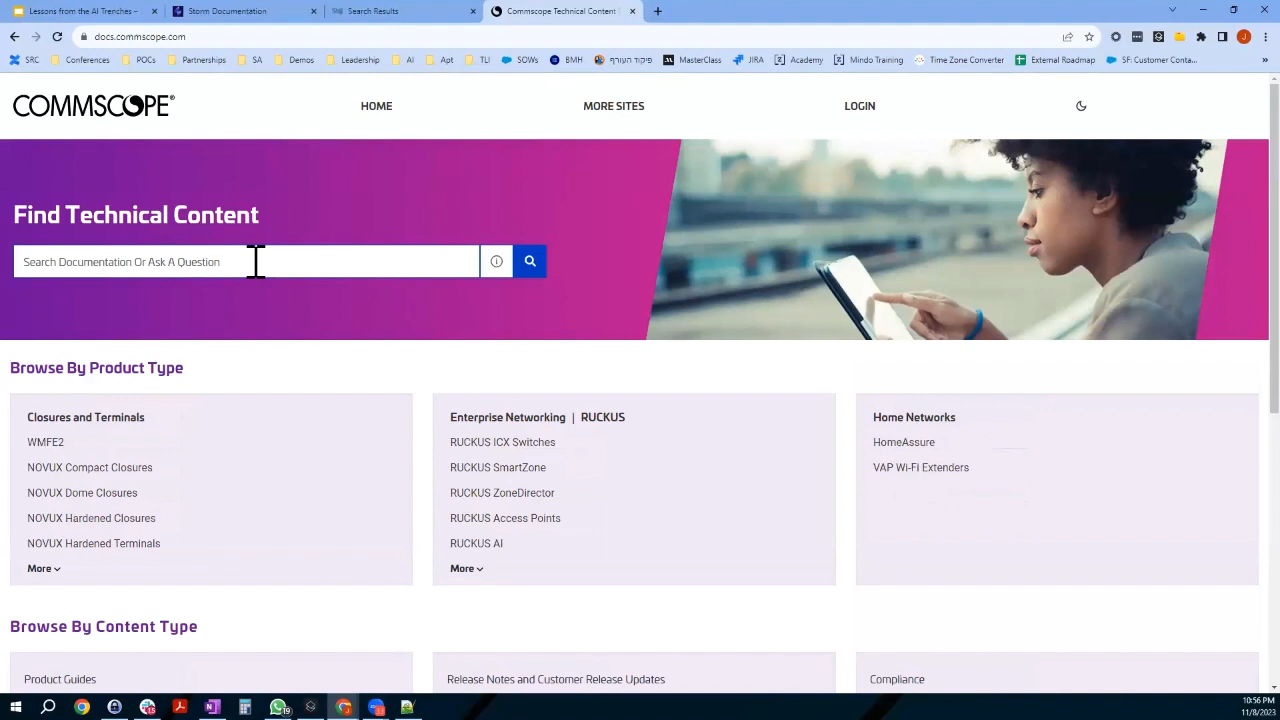 Lessons from the AI Trenches –
Storm Documentation
Search Results
Commscope Technical Content
docs.commscope.com
SRC
Conferences
POCs
Partnerships
SA
Demos
Leadership
AI
Apt
TLI
SOWs
BMH
פיקוד העורף
MasterClass
JIRA
Academy
Mindo Training
Time Zone Converter
External Roadmap
SF: Customer Conta...
»
COMMSCOPE®
HOME
MORE SITES
LOGIN
Find Technical Content
Search Documentation Or Ask A Question
Browse By Product Type
Closures and Terminals
WMFE2
NOVUX Compact Closures
NOVUX Dome Closures
NOVUX Hardened Closures
NOVUX Hardened Terminals
More
Enterprise Networking | RUCKUS
RUCKUS ICX Switches
RUCKUS SmartZone
RUCKUS ZoneDirector
RUCKUS Access Points
RUCKUS AI
More
Home Networks
HomeAssure
VAP Wi-Fi Extenders
Browse By Content Type
Product Guides
Release Notes and Customer Release Updates
Compliance
10:56 PM
11/8/2023